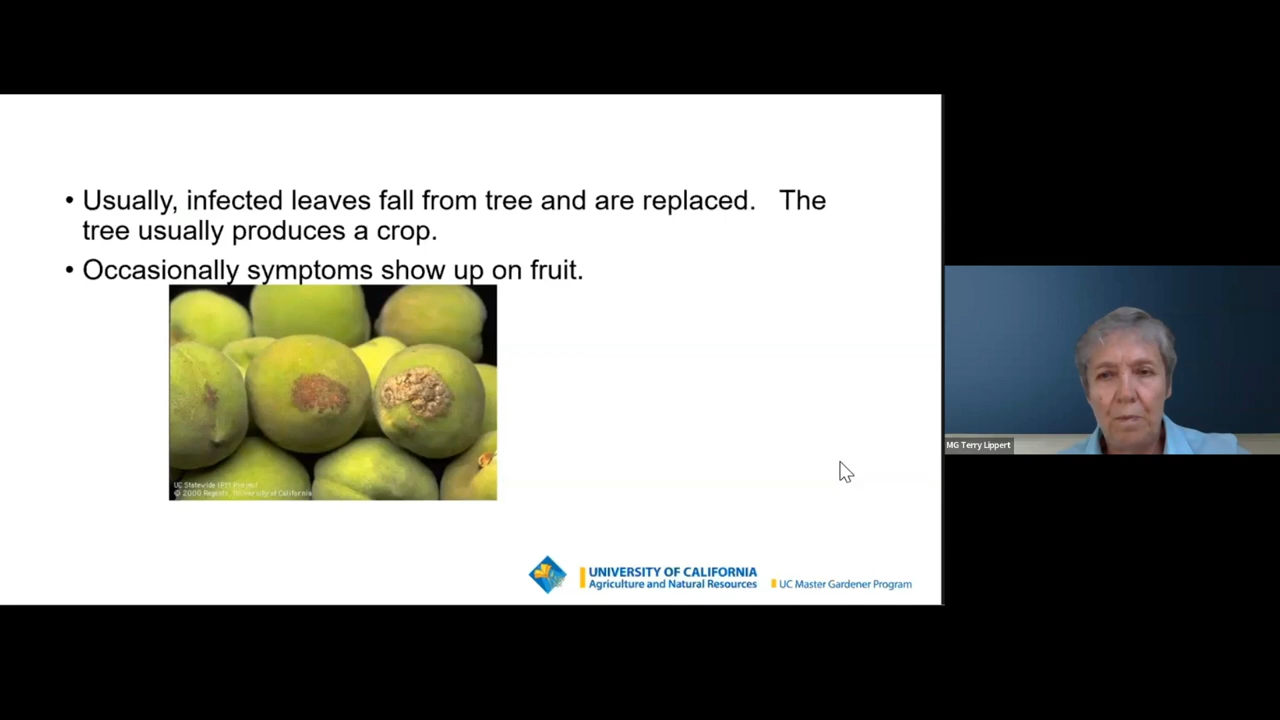 • Usually, infected leaves fall from tree and are replaced. The
tree usually produces a crop.
• Occasionally symptoms show up on fruit.
UC Statewide IPM Project
© 2000 Regents, University of California
UNIVERSITY OF CALIFORNIA
Agriculture and Natural Resources
UC Master Gardener Program
MG Terry Lippert